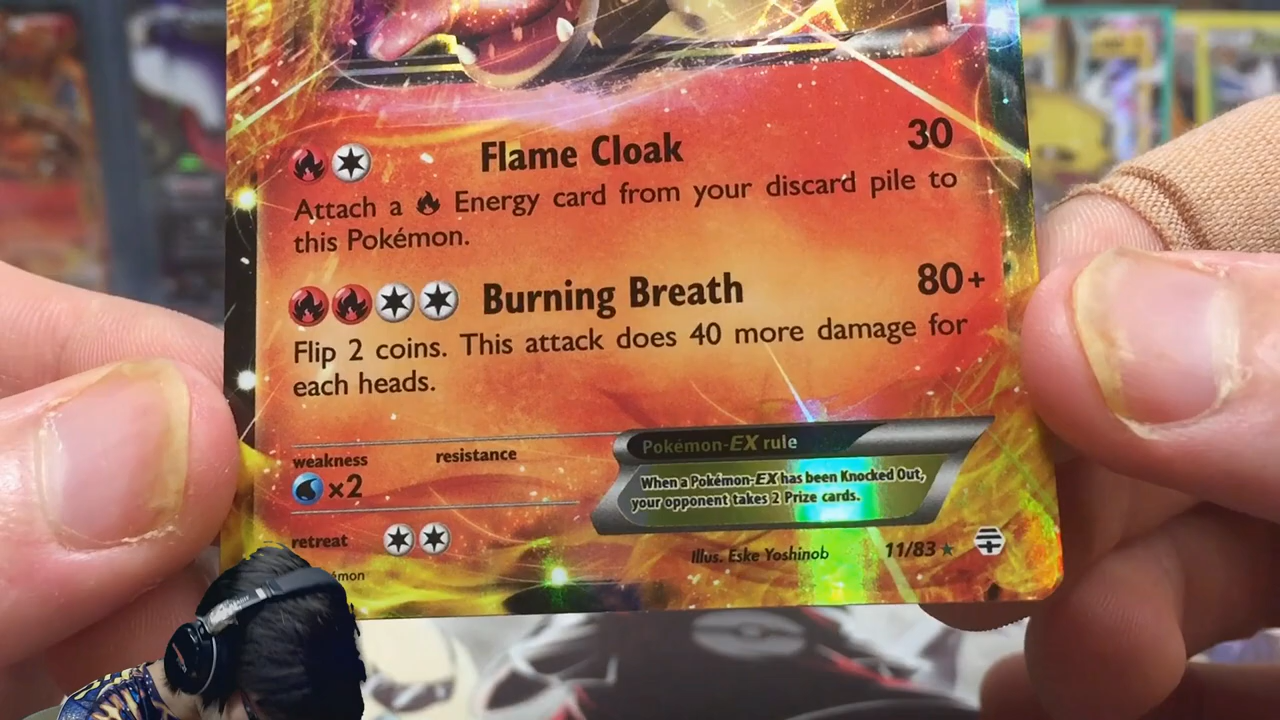 Flame Cloak 30
Attach a Energy card from your discard pile to
this Pokémon.
Burning Breath 80+
Flip 2 coins. This attack does 40 more damage for
each heads.
weakness resistance
×2
Pokémon-EX rule
When a Pokémon-EX has been Knocked Out,
your opponent takes 2 Prize cards.
retreat
Illus. Eske Yoshinob 11/83
émon